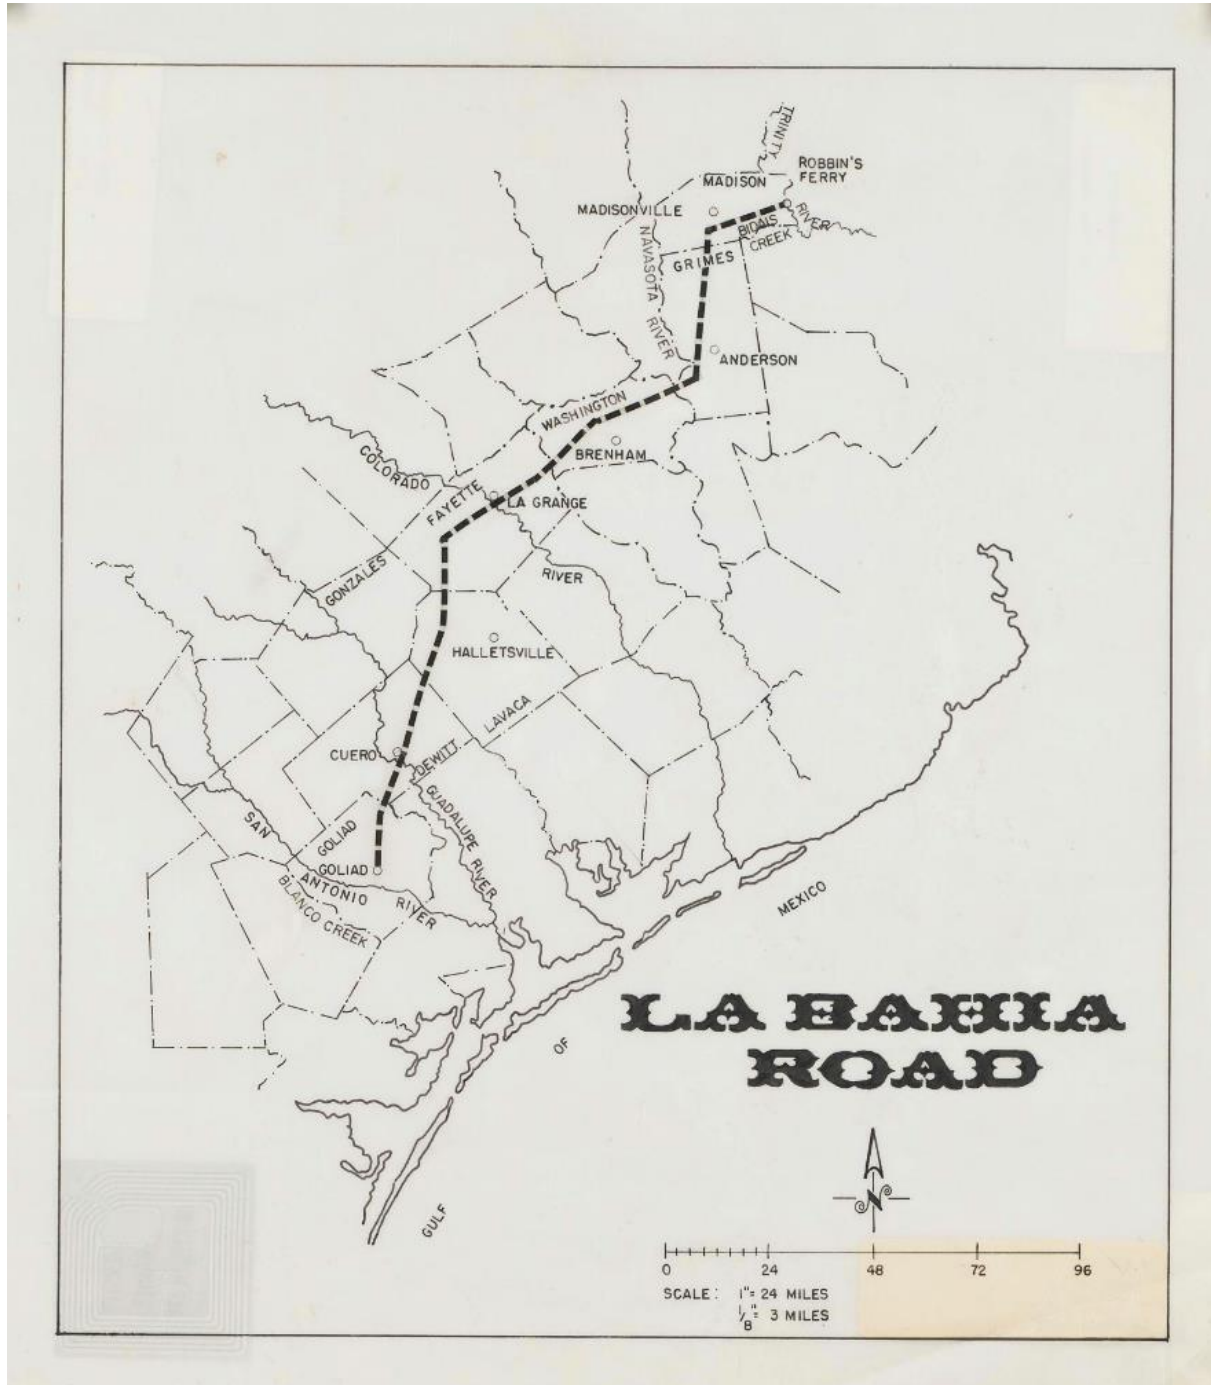 TRINITY
ROBBIN'S
FERRY
MADISON
MADISONVILLE
RIVER
BIDAIS
CREEK
NAVASOTA RIVER
GRIMES
ANDERSON
WASHINGTON
BRENHAM
COLORADO
FAYETTE
LA GRANGE
GONZALES
RIVER
HALLETSVILLE
LAVACA
CUERO
DEWITT
GUADALUPE RIVER
SAN
GOLIAD
GOLIAD
ANTONIO RIVER
BLANCO CREEK
MEXICO
OF
GULF
LA BAHIA
ROAD
N
0 24 48 72 96
SCALE: 1"= 24 MILES
1/8"= 3 MILES